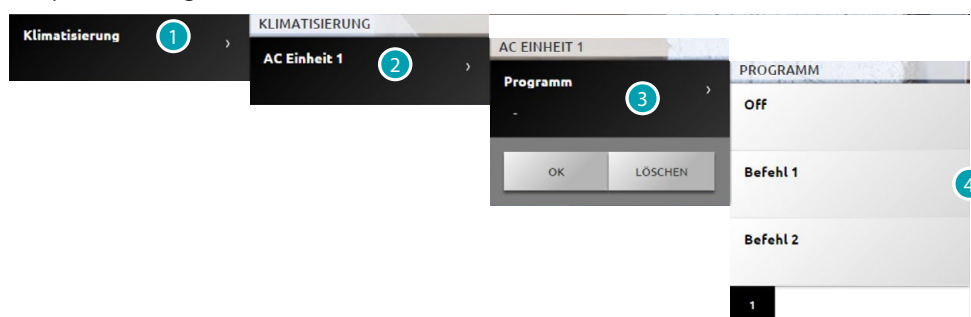 Klimatisierung
1
›
KLIMATISIERUNG
AC Einheit 1
2
›
AC EINHEIT 1
Programm
3
›
-
OK
LÖSCHEN
PROGRAMM
Off
Befehl 1
4
Befehl 2
1